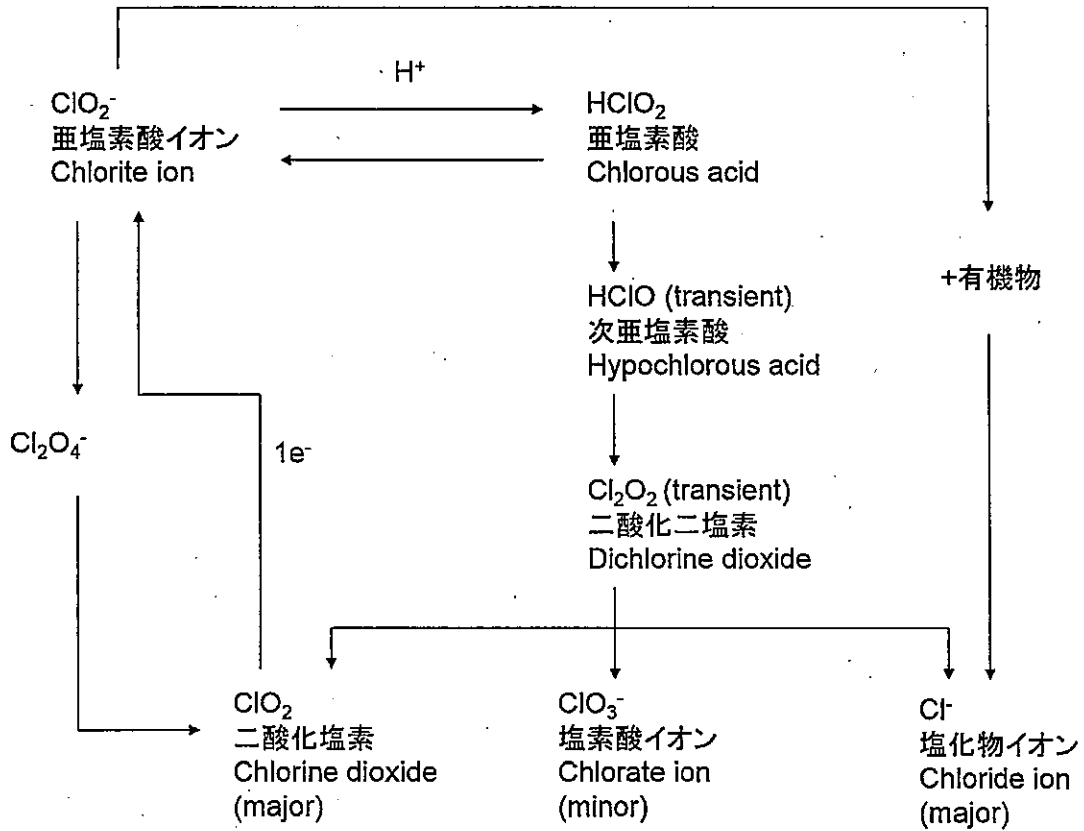 H⁺
ClO₂⁻
亜塩素酸イオン
Chlorite ion
HClO₂
亜塩素酸
Chlorous acid
+有機物
HClO (transient)
次亜塩素酸
Hypochlorous acid
Cl₂O₄⁻
1e⁻
Cl₂O₂ (transient)
二酸化二塩素
Dichlorine dioxide
ClO₂
二酸化塩素
Chlorine dioxide
(major)
ClO₃⁻
塩素酸イオン
Chlorate ion
(minor)
Cl⁻
塩化物イオン
Chloride ion
(major)